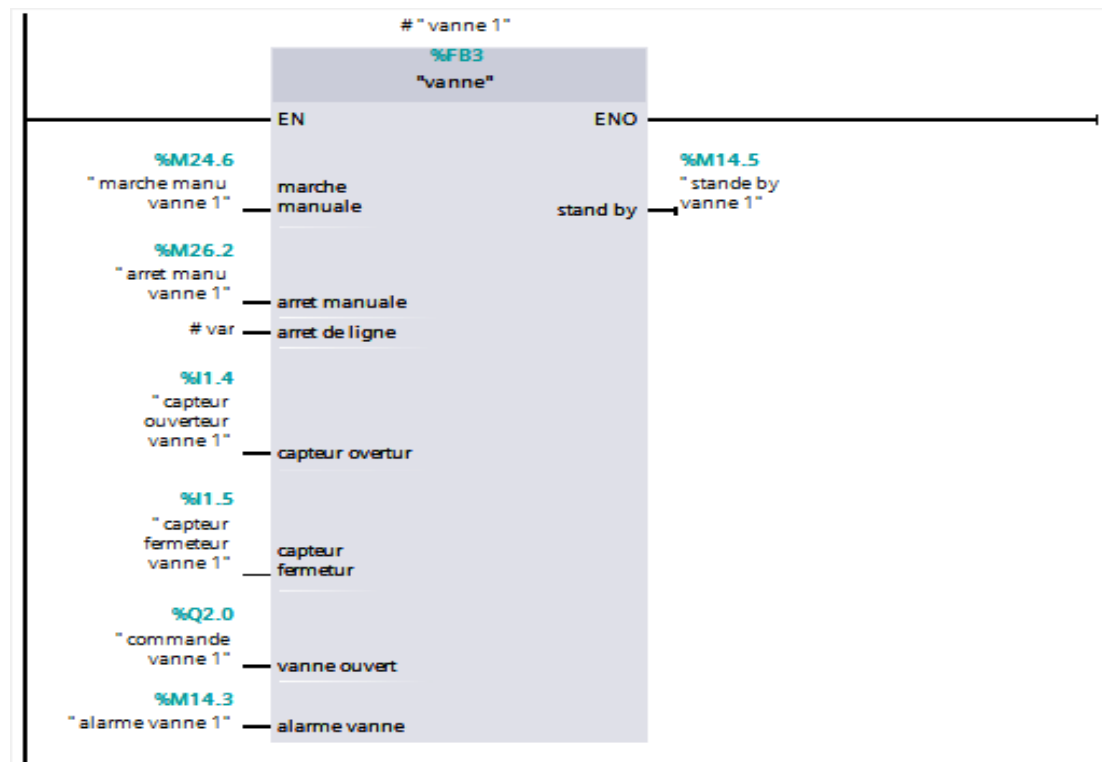 # "vanne 1"
%FB3
"vanne"
EN
ENO
%M24.6
"marche manu
vanne 1"
marche
manuale
%M14.5
"stande by
vanne 1"
stand by
%M26.2
"arret manu
vanne 1"
arret manuale
# var
arret de ligne
%I1.4
"capteur
ouverteur
vanne 1"
capteur overtur
%I1.5
"capteur
fermeteur
vanne 1"
capteur
fermetur
%Q2.0
"commande
vanne 1"
vanne ouvert
%M14.3
"alarme vanne 1"
alarme vanne